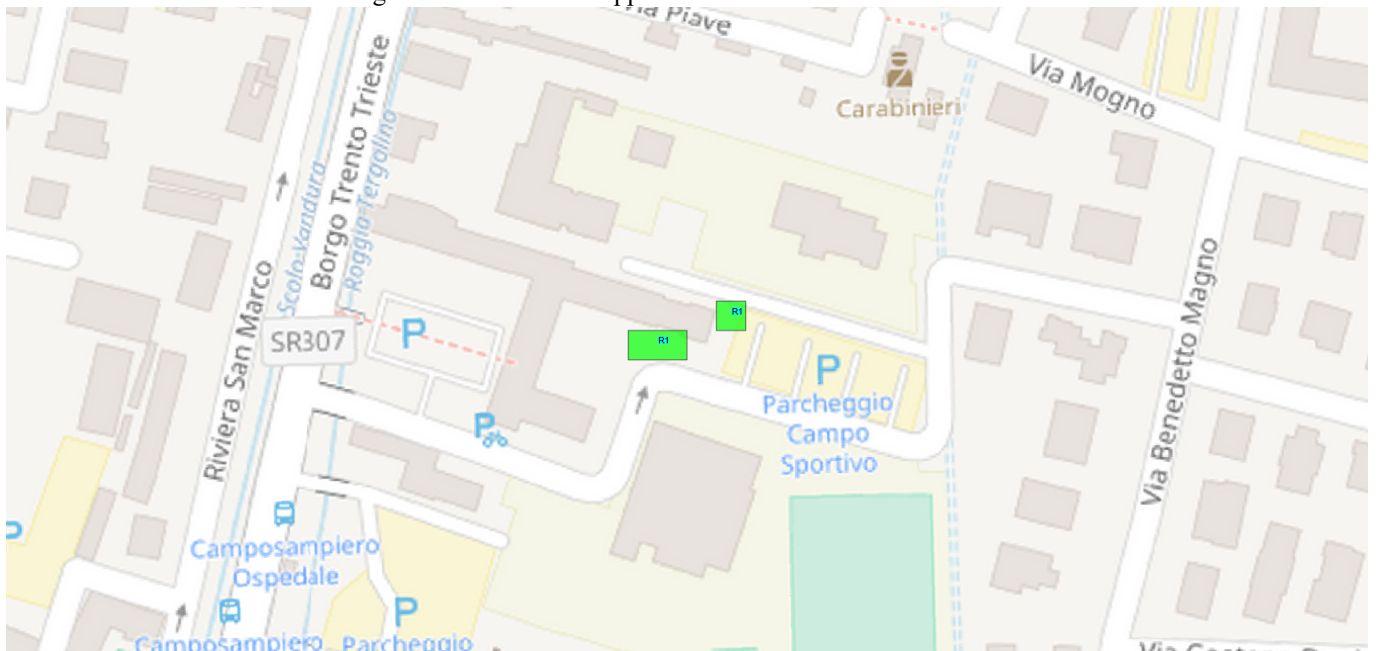 Via Piave
Borgo Trento Trieste
Roggia Tergolino
Scolo Vandura
Riviera San Marco
Carabinieri
Via Mogno
SR307
P
R1
R1
P
Parcheggio
Campo
Sportivo
P
Via Benedetto Magno
P
Camposampiero
Ospedale
P
Camposampiero
Parcheggio